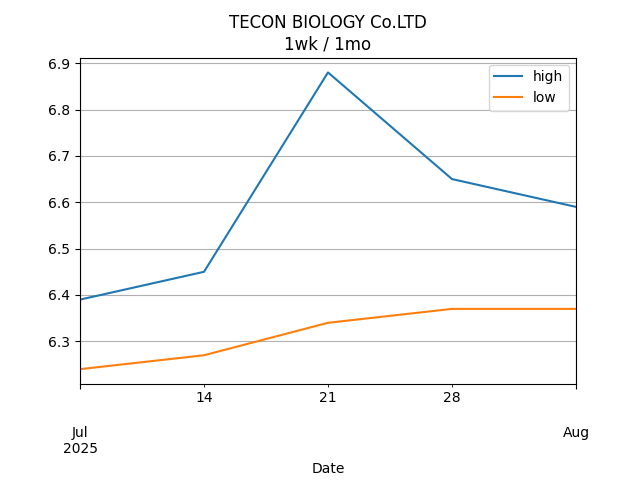 TECON BIOLOGY Co.LTD
1wk / 1mo
high
low
6.9
6.8
6.7
6.6
6.5
6.4
6.3
14
21
28
Jul
2025
Aug
Date